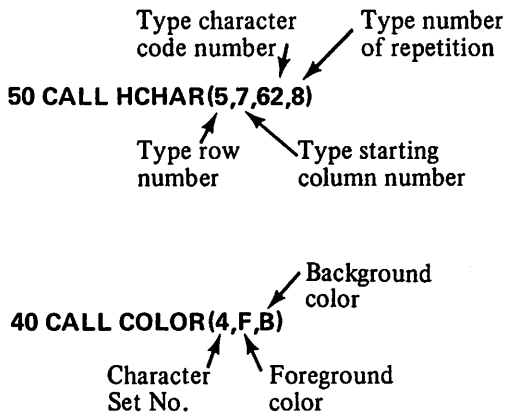 Type character
code number
Type number
of repetition
50 CALL HCHAR(5,7,62,8)
Type row
number
Type starting
column number
Background
color
40 CALL COLOR(4,F,B)
Character
Set No.
Foreground
color